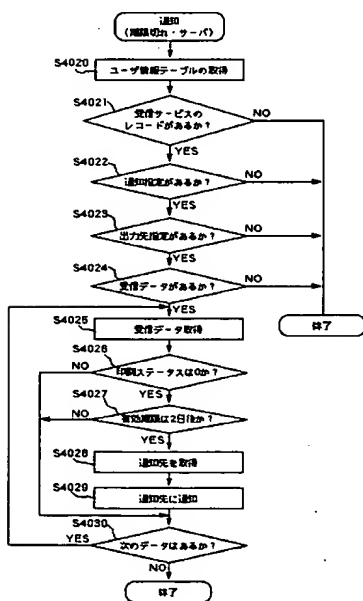 通知
(期限切れ・サーバ)
S4020
ユーザ情報テーブルの取得
S4021
受信サービスの
レコードがあるか?
NO
YES
S4022
通知指定があるか?
NO
YES
S4023
出力先指定があるか?
NO
YES
S4024
受信データがあるか?
NO
YES
終了
S4025
受信データ取得
S4026
印刷ステータスは0か?
NO
YES
S4027
有効期限は2日後か?
NO
YES
S4028
通知先を取得
S4029
通知先に通知
S4030
次のデータはあるか?
YES
NO
終了